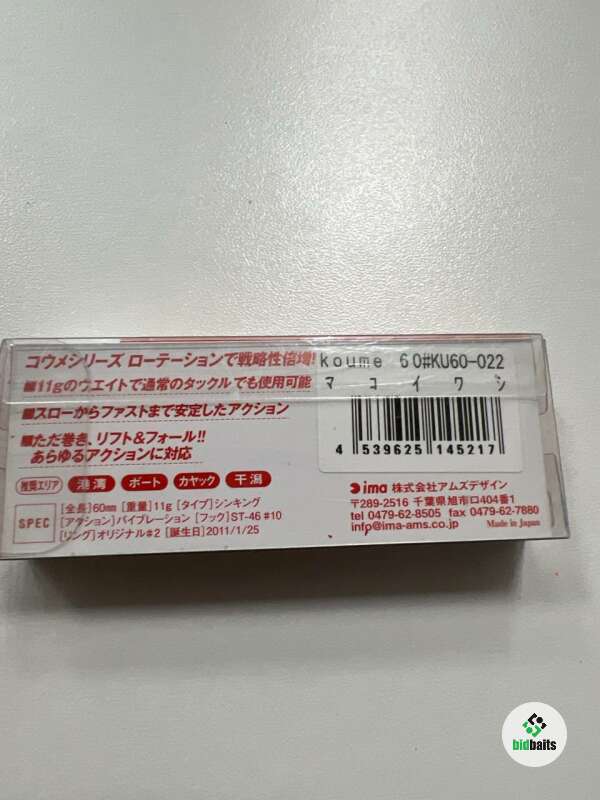 コウメシリーズ ローテーションで戦略性倍増!
■11gのウエイトで通常のタックルでも使用可能
■スローからファストまで安定したアクション
■ただ巻き、リフト&フォール!!
あらゆるアクションに対応
推奨エリア 港湾 ボート カヤック 干潟
SPEC
[全長]60mm [重量]11g [タイプ]シンキング
[アクション]バイブレーション [フック]ST-46 #10
[リング]オリジナル#2 [誕生日]2011/1/25
koume 60#KU60-022
マコイワシ
4 539625 145217
ima 株式会社アムズデザイン
〒289-2516 千葉県旭市ロ404番1
tel 0479-62-8505 fax 0479-62-7880
info@ima-ams.co.jp Made in Japan
bidbaits